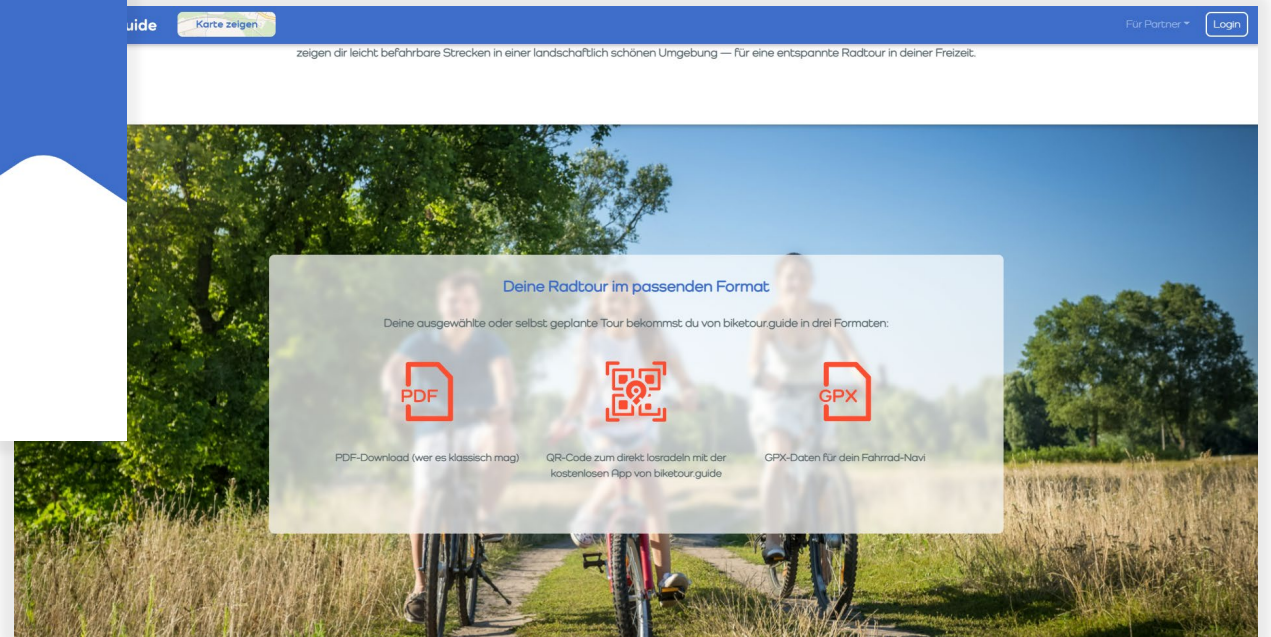 uide
Karte zeigen
Für Partner
Login
zeigen dir leicht befahrbare Strecken in einer landschaftlich schönen Umgebung — für eine entspannte Radtour in deiner Freizeit.
Deine Radtour im passenden Format
Deine ausgewählte oder selbst geplante Tour bekommst du von biketour.guide in drei Formaten:
PDF
GPX
PDF-Download (wer es klassisch mag)
QR-Code zum direkt losradeln mit der
kostenlosen App von biketour.guide
GPX-Daten für dein Fahrrad-Navi